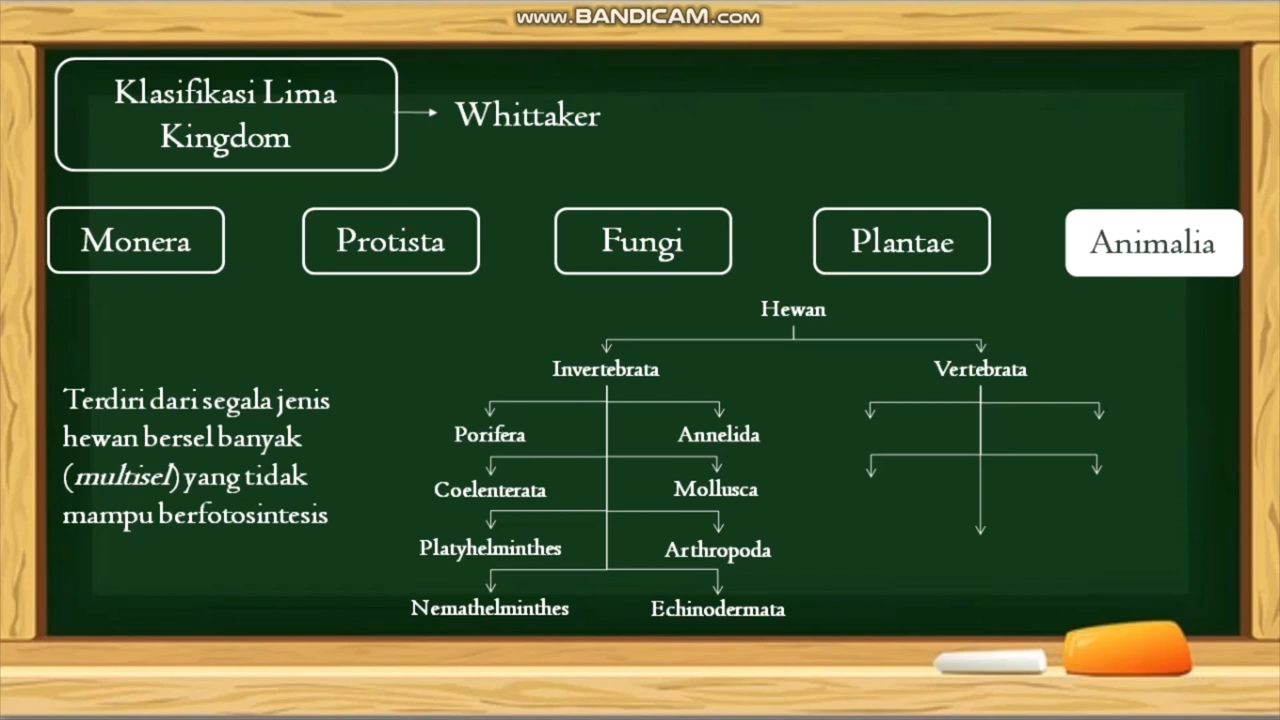 www.BANDICAM.com
Klasifikasi Lima
Kingdom
Whittaker
Monera
Protista
Fungi
Plantae
Animalia
Terdiri dari segala jenis
hewan bersel banyak
(multisel) yang tidak
mampu berfotosintesis
Hewan
Invertebrata
Vertebrata
Porifera
Annelida
Coelenterata
Mollusca
Platyhelminthes
Arthropoda
Nemathelminthes
Echinodermata